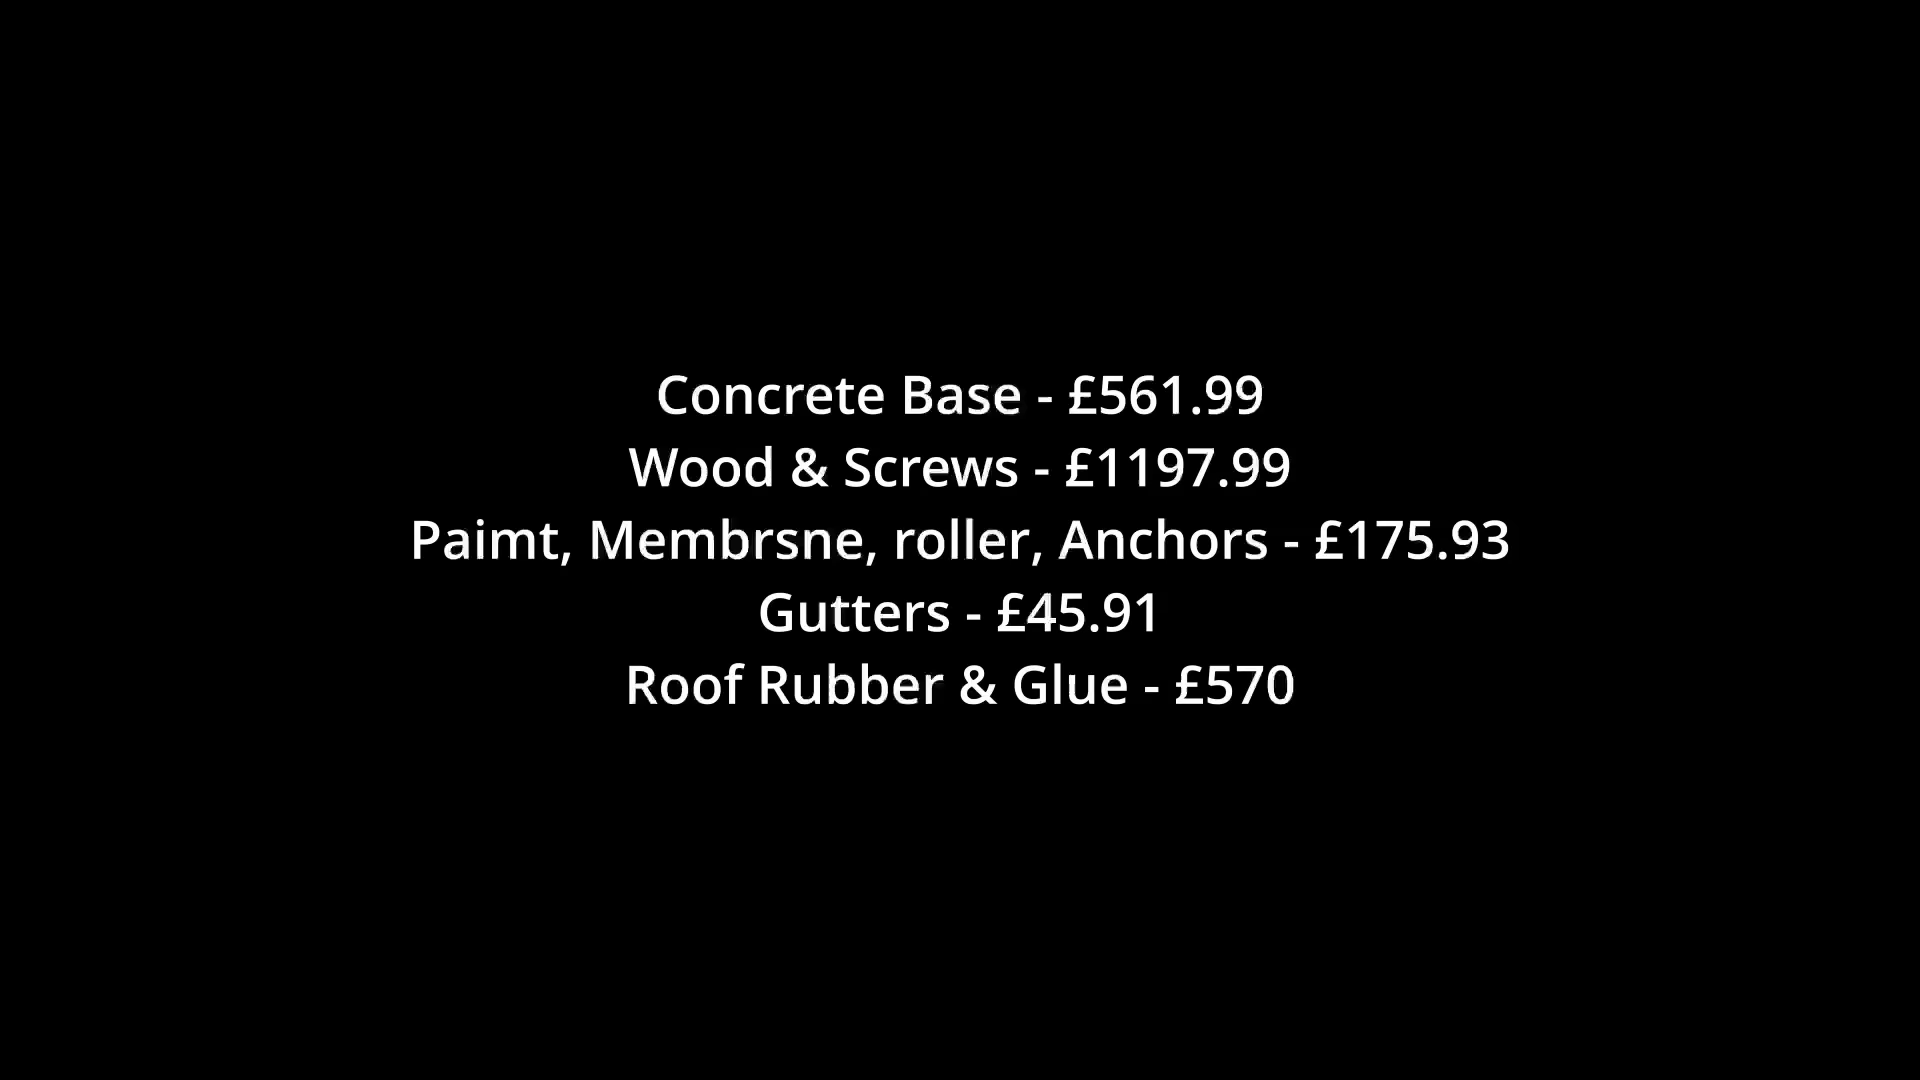 Concrete Base - £561.99
Wood & Screws - £1197.99
Paimt, Membrsne, roller, Anchors - £175.93
Gutters - £45.91
Roof Rubber & Glue - £570